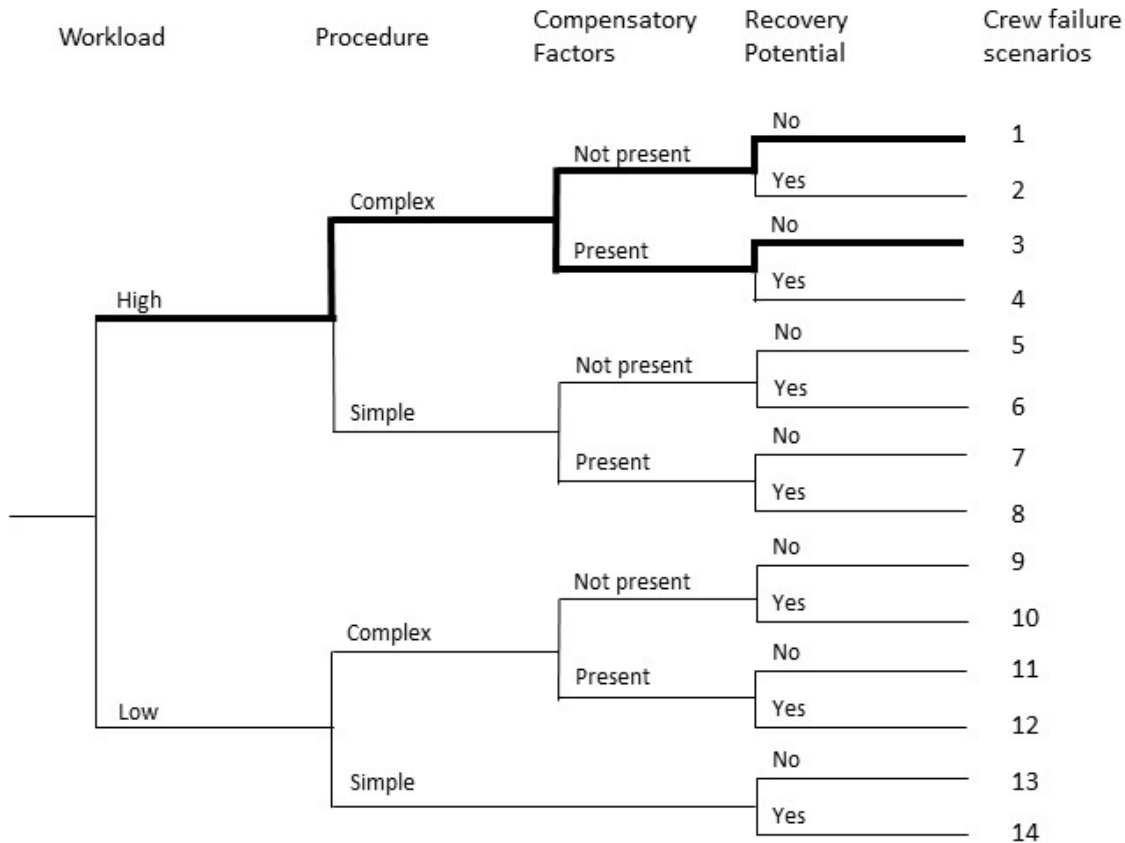 Workload
Procedure
Compensatory
Factors
Recovery
Potential
Crew failure
scenarios
No
1
Not present
Yes
2
Complex
No
3
Present
Yes
4
High
No
5
Not present
Yes
6
Simple
No
7
Present
Yes
8
No
9
Not present
Yes
10
Complex
No
11
Present
Yes
12
Low
No
13
Simple
Yes
14